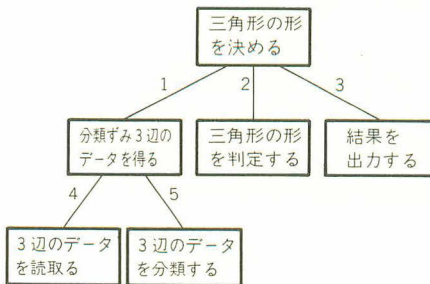 三角形の形
を決める
1
2
3
分類ずみ3辺の
データを得る
三角形の形
を判定する
結果を
出力する
4
5
3辺のデータ
を読取る
3辺のデータ
を分類する